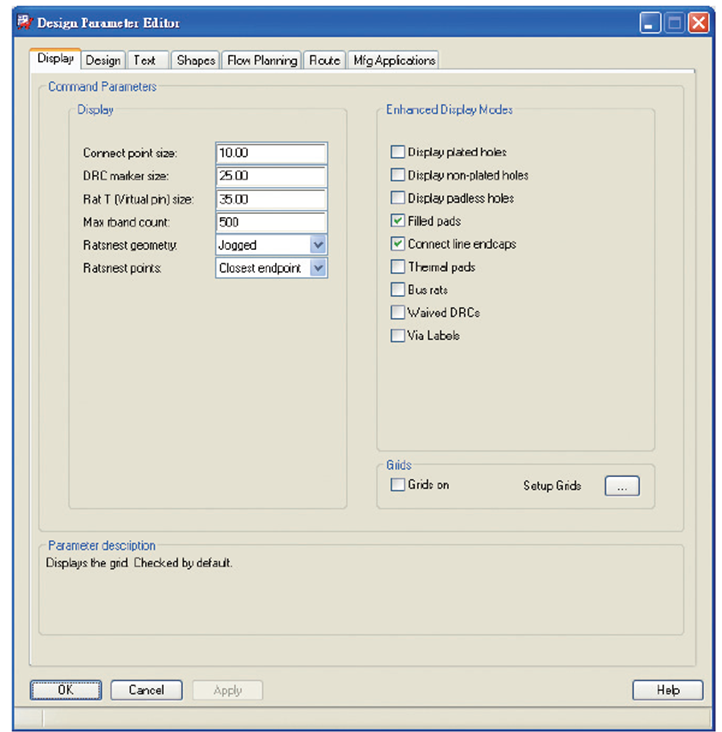 Design Parameter Editor
Display Design Text Shapes Flow Planning Route Mfg Applications
Command Parameters
Display
Connect point size: 10.00
DRC marker size: 25.00
Rat T (Virtual pin) size: 35.00
Max rband count: 500
Ratsnest geometry: Jogged
Ratsnest points: Closest endpoint
Enhanced Display Modes
Display plated holes
Display non-plated holes
Display padless holes
Filled pads
Connect line endcaps
Thermal pads
Bus rats
Waived DRCs
Via Labels
Grids
Grids on Setup Grids ...
Parameter description
Displays the grid. Checked by default.
OK Cancel Apply Help